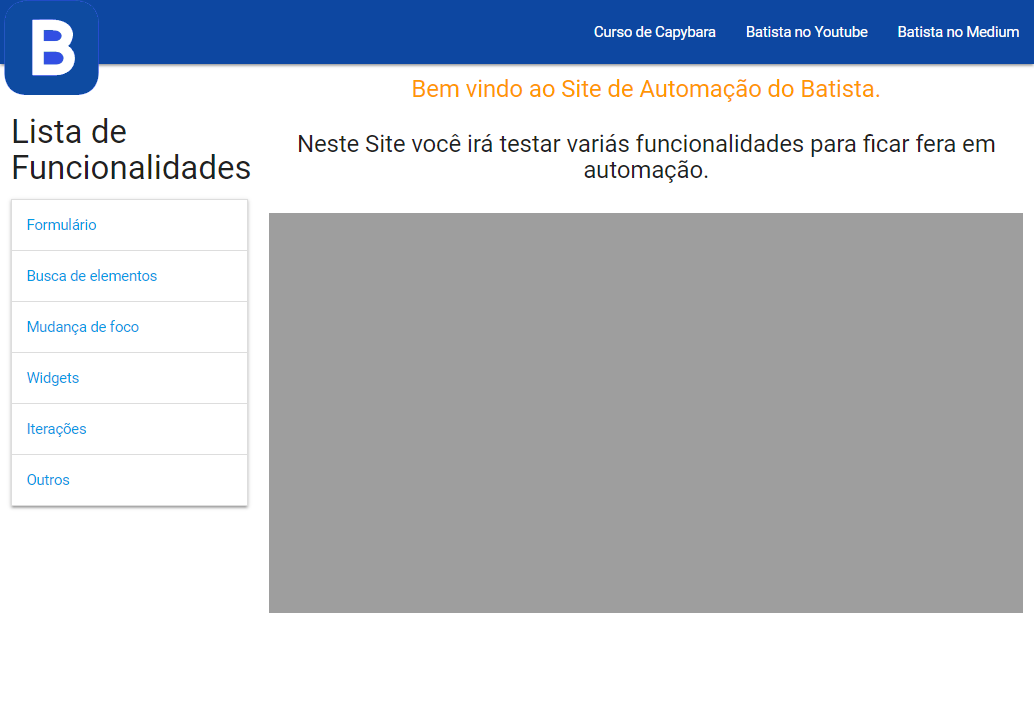 B
Curso de Capybara
Batista no Youtube
Batista no Medium
Bem vindo ao Site de Automação do Batista.
Neste Site você irá testar variás funcionalidades para ficar fera em
automação.
Lista de
Funcionalidades
Formulário
Busca de elementos
Mudança de foco
Widgets
Iterações
Outros